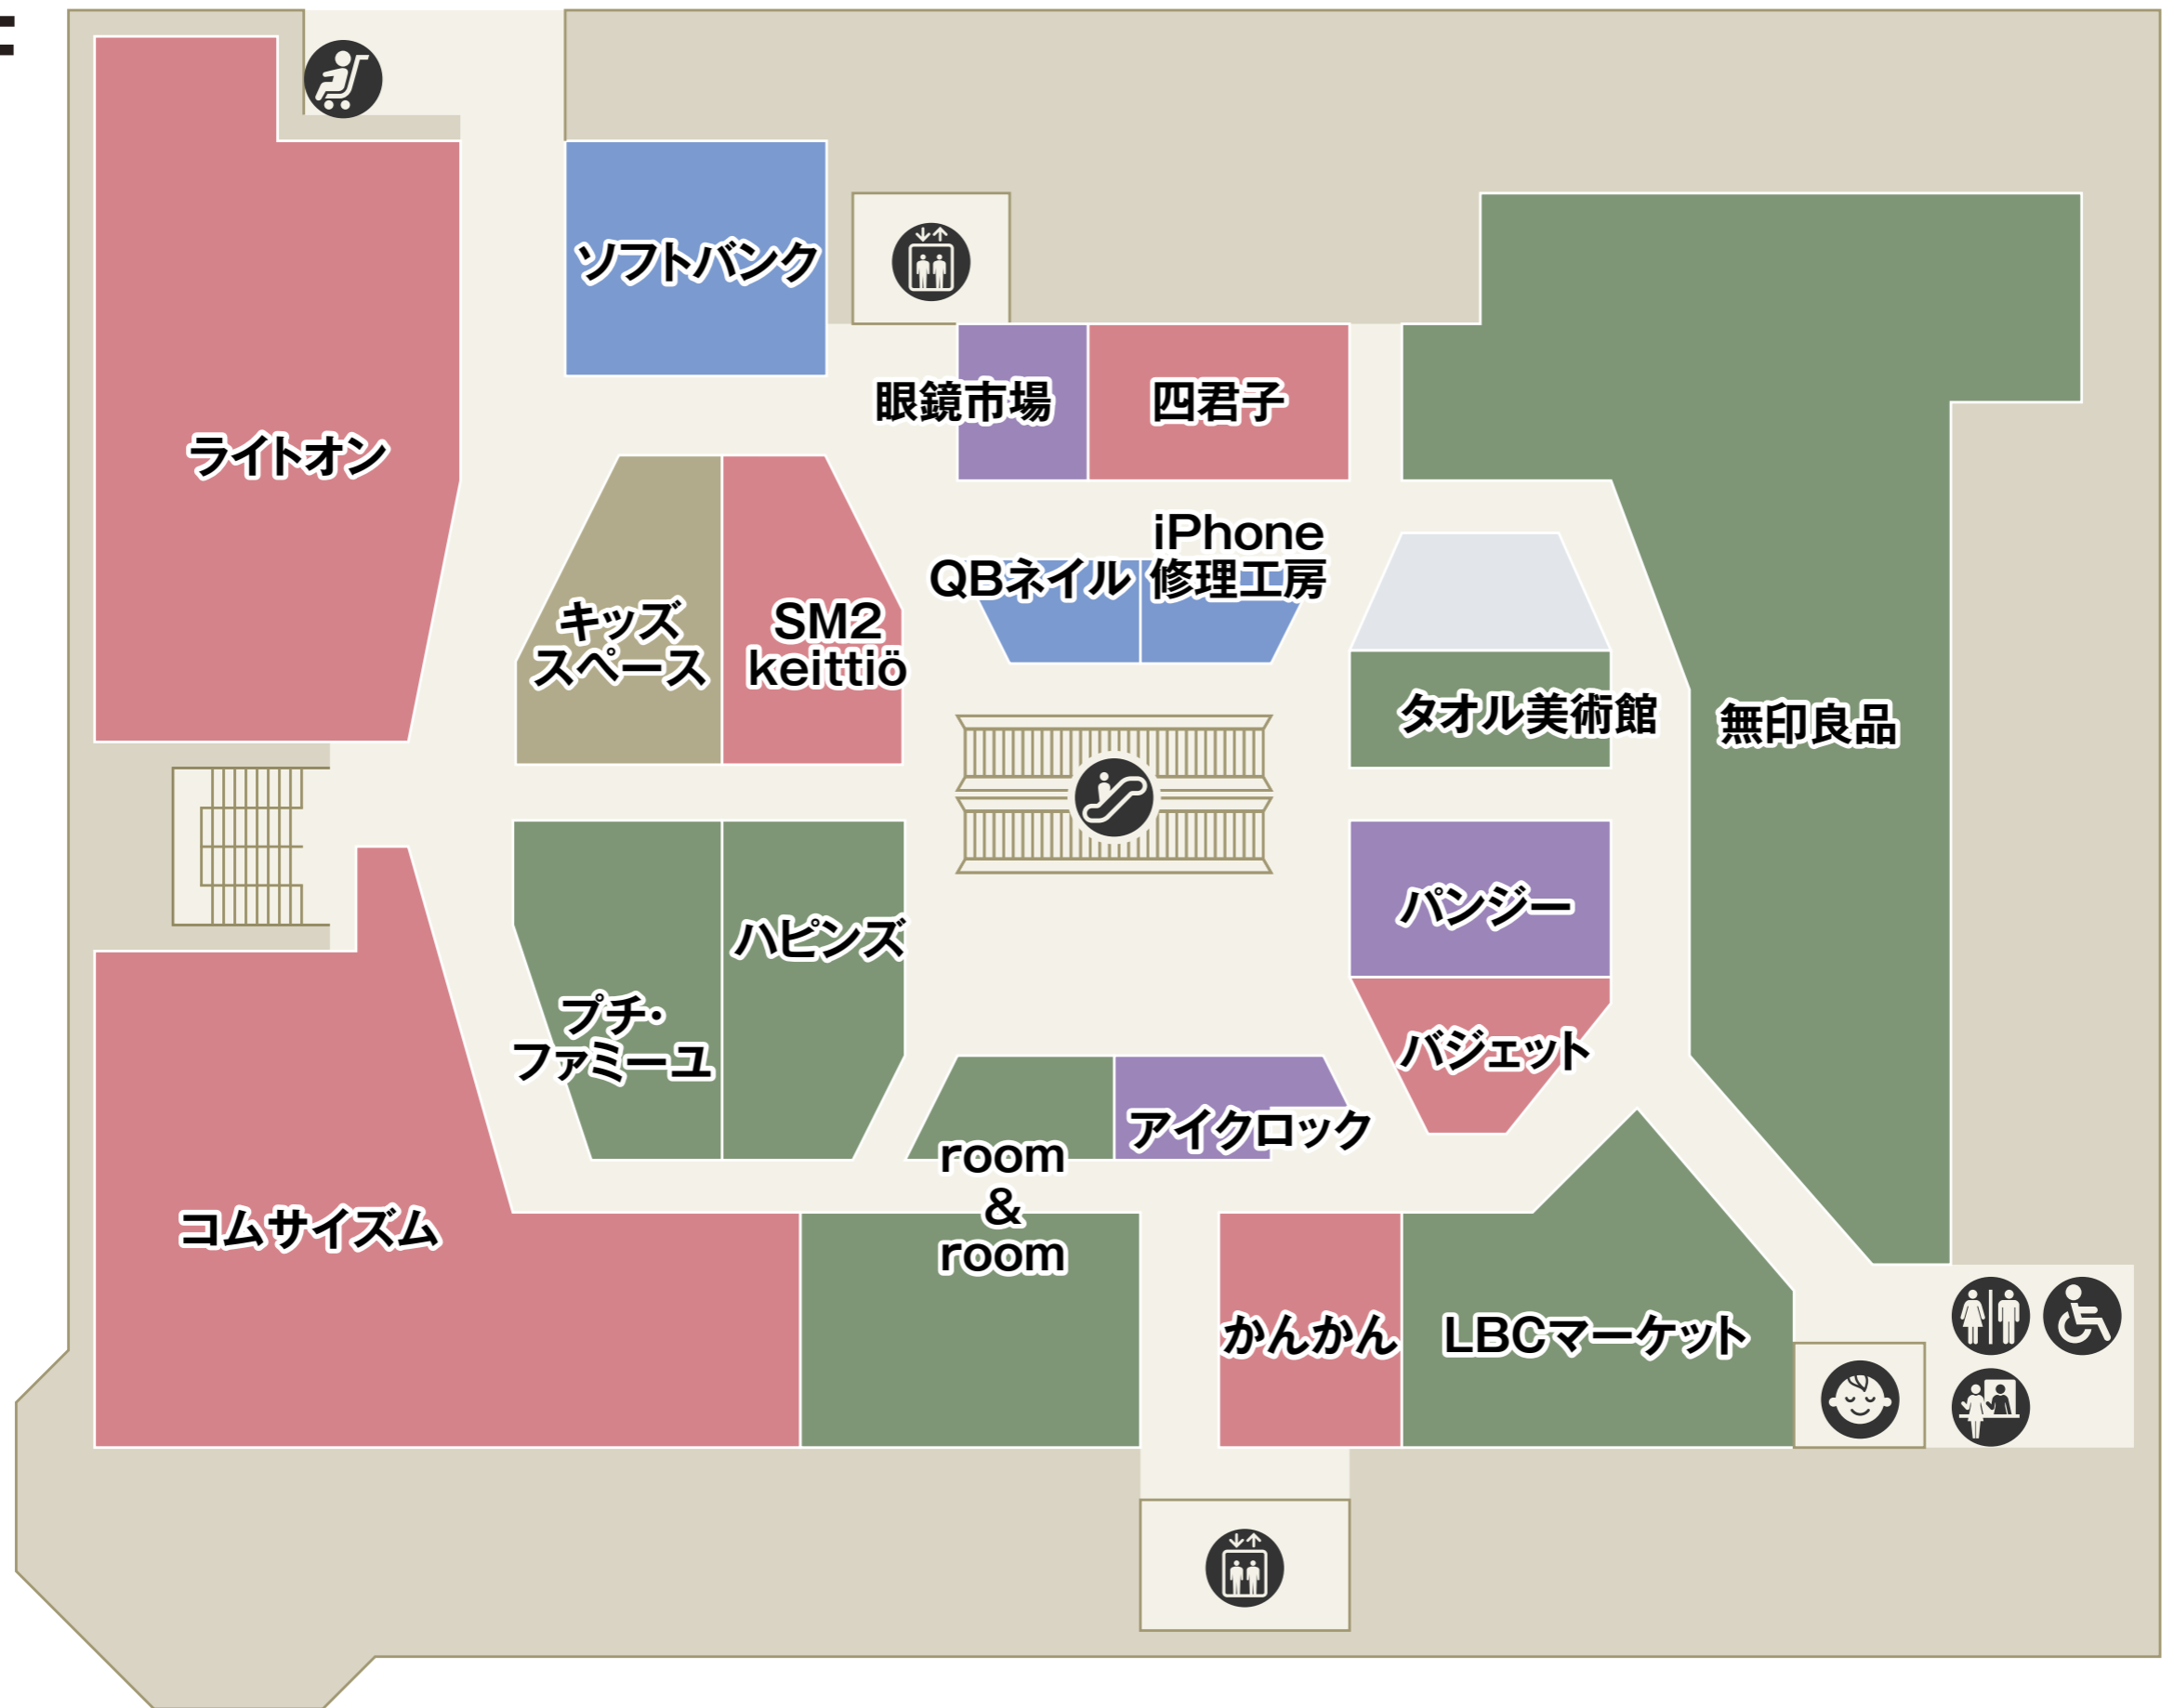 ソフトバンク
眼鏡市場
四君子
ライトオン
iPhone
修理工房
QBネイル
キッズ
スペース
SM2
keittiö
タオル美術館
無印良品
パンジー
ハピンズ
プチ・
ファミーユ
バジェット
アイクロック
room
&
room
コムサイズム
かんかん
LBCマーケット